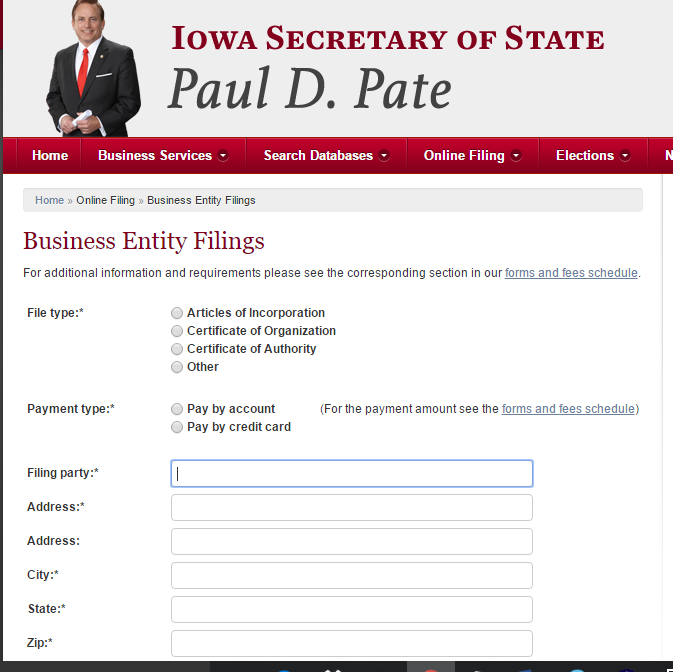 Iowa Secretary of State
Paul D. Pate
Home Business Services Search Databases Online Filing Elections N
Home » Online Filing » Business Entity Filings
Business Entity Filings
For additional information and requirements please see the corresponding section in our forms and fees schedule.
File type:* Articles of Incorporation
Certificate of Organization
Certificate of Authority
Other
Payment type:* Pay by account (For the payment amount see the forms and fees schedule)
Pay by credit card
Filing party:*
Address:*
Address:
City:*
State:*
Zip:*